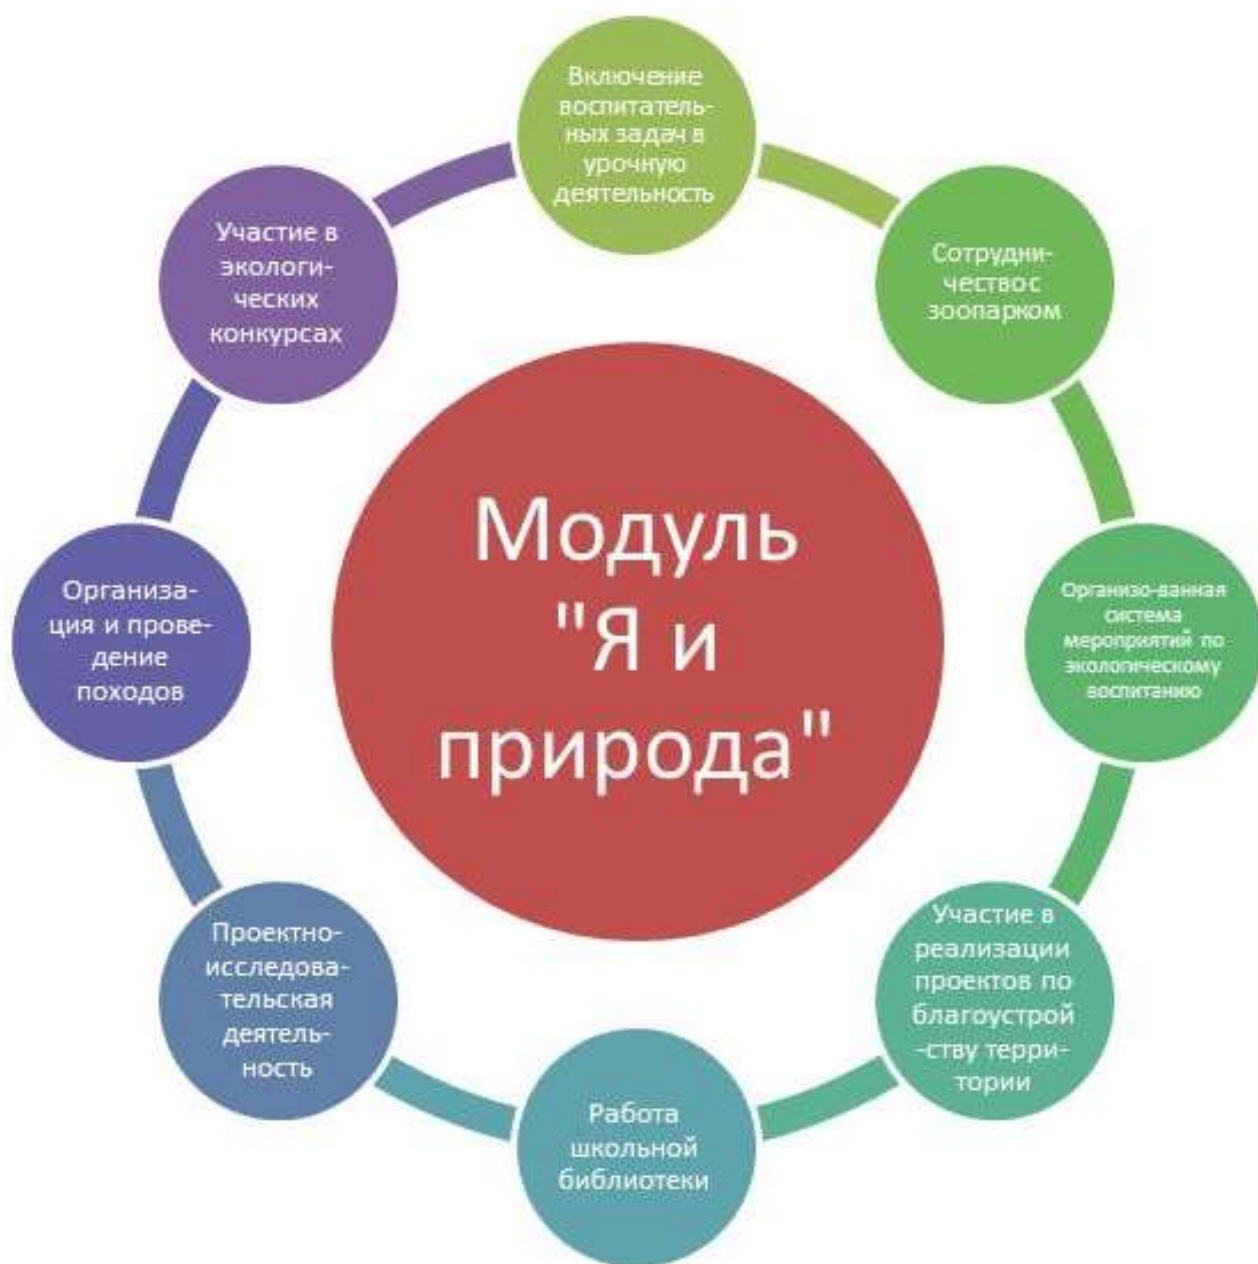 Включение
воспитатель-
ных задач в
урочную
деятельность
Сотрудни-
чество с
зоопарком
Организо-ванная
система
мероприятий по
экологическому
воспитанию
Участие в
реализации
проектов по
благоустрой
-ству терри-
тории
Работа
школьной
библиотеки
Проектно-
исследова-
тельская
деятель-
ность
Организа-
ция и прове-
дение
походов
Участие в
экологи-
ческих
конкурсах
Модуль
"Я и
природа"